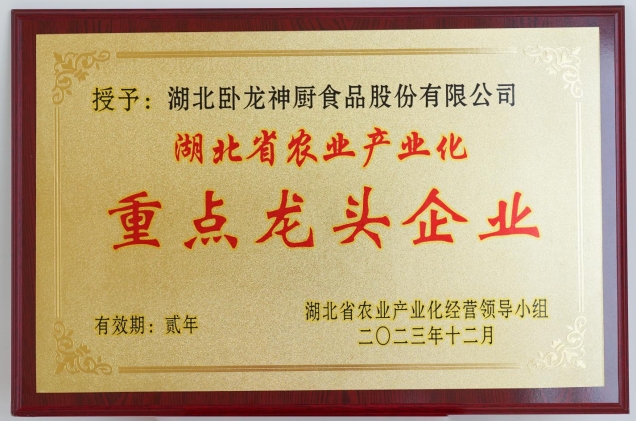 授予：湖北卧龙神厨食品股份有限公司
湖北省农业产业化
重点龙头企业
有效期：贰年
湖北省农业产业化经营领导小组
二〇二三年十二月